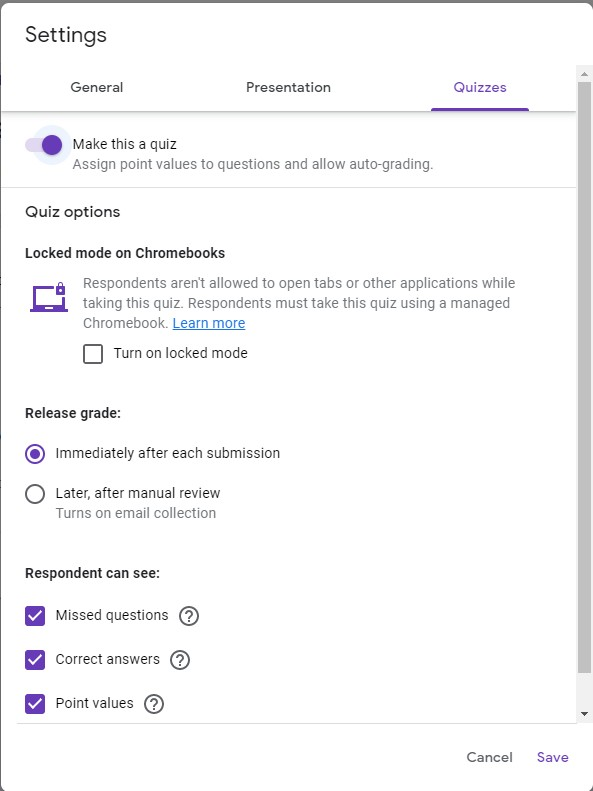 Settings
General Presentation Quizzes
Make this a quiz
Assign point values to questions and allow auto-grading.
Quiz options
Locked mode on Chromebooks
Respondents aren't allowed to open tabs or other applications while
taking this quiz. Respondents must take this quiz using a managed
Chromebook. Learn more
Turn on locked mode
Release grade:
Immediately after each submission
Later, after manual review
Turns on email collection
Respondent can see:
Missed questions ?
Correct answers ?
Point values ?
Cancel Save